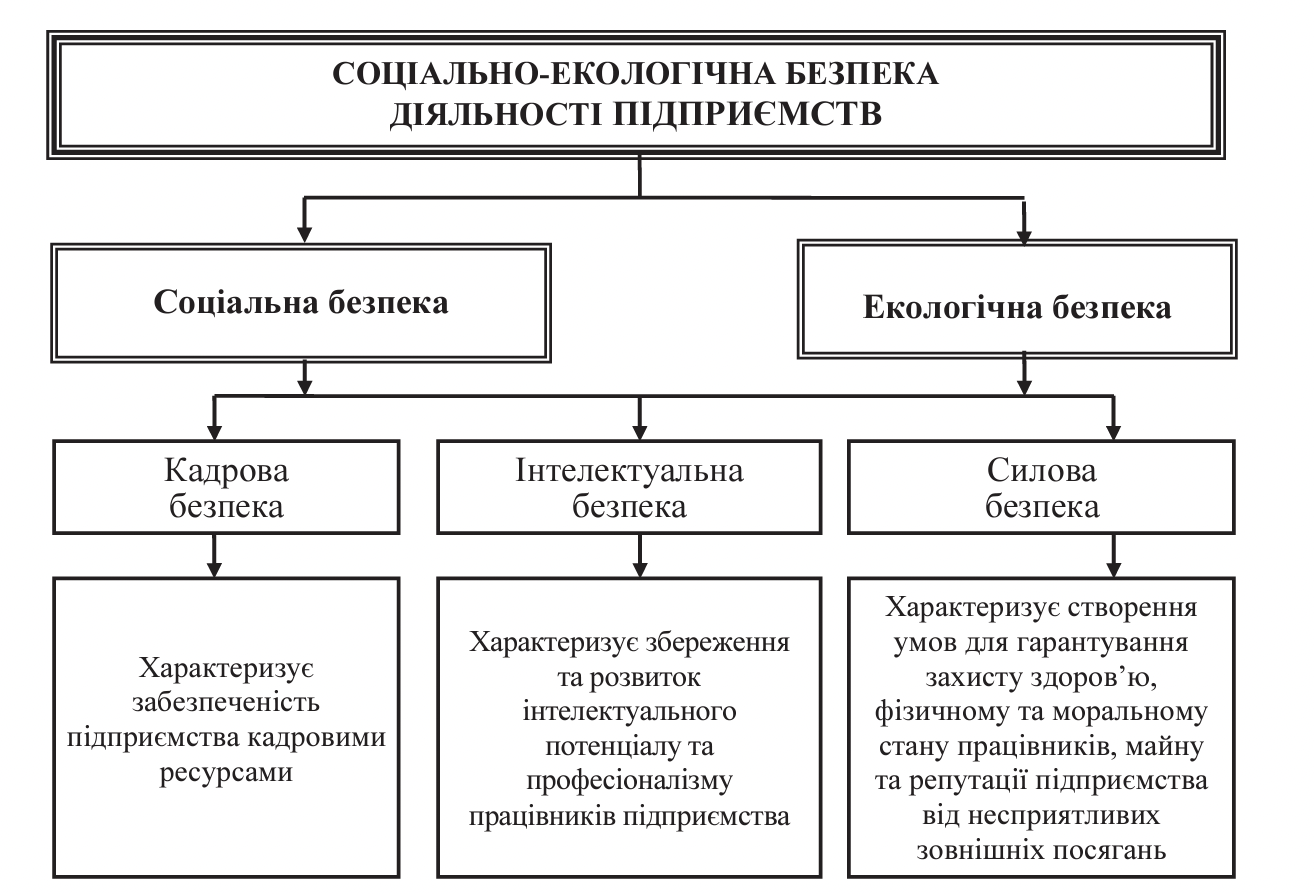 СОЦІАЛЬНО-ЕКОЛОГІЧНА БЕЗПЕКА
ДІЯЛЬНОСТІ ПІДПРИЄМСТВ
Соціальна безпека
Екологічна безпека
Кадрова
безпека
Інтелектуальна
безпека
Силова
безпека
Характеризує
забезпеченість
підприємства кадровими
ресурсами
Характеризує збереження
та розвиток
інтелектуального
потенціалу та
професіоналізму
працівників підприємства
Характеризує створення
умов для гарантування
захисту здоров’ю,
фізичному та моральному
стану працівників, майну
та репутації підприємства
від несприятливих
зовнішніх посягань